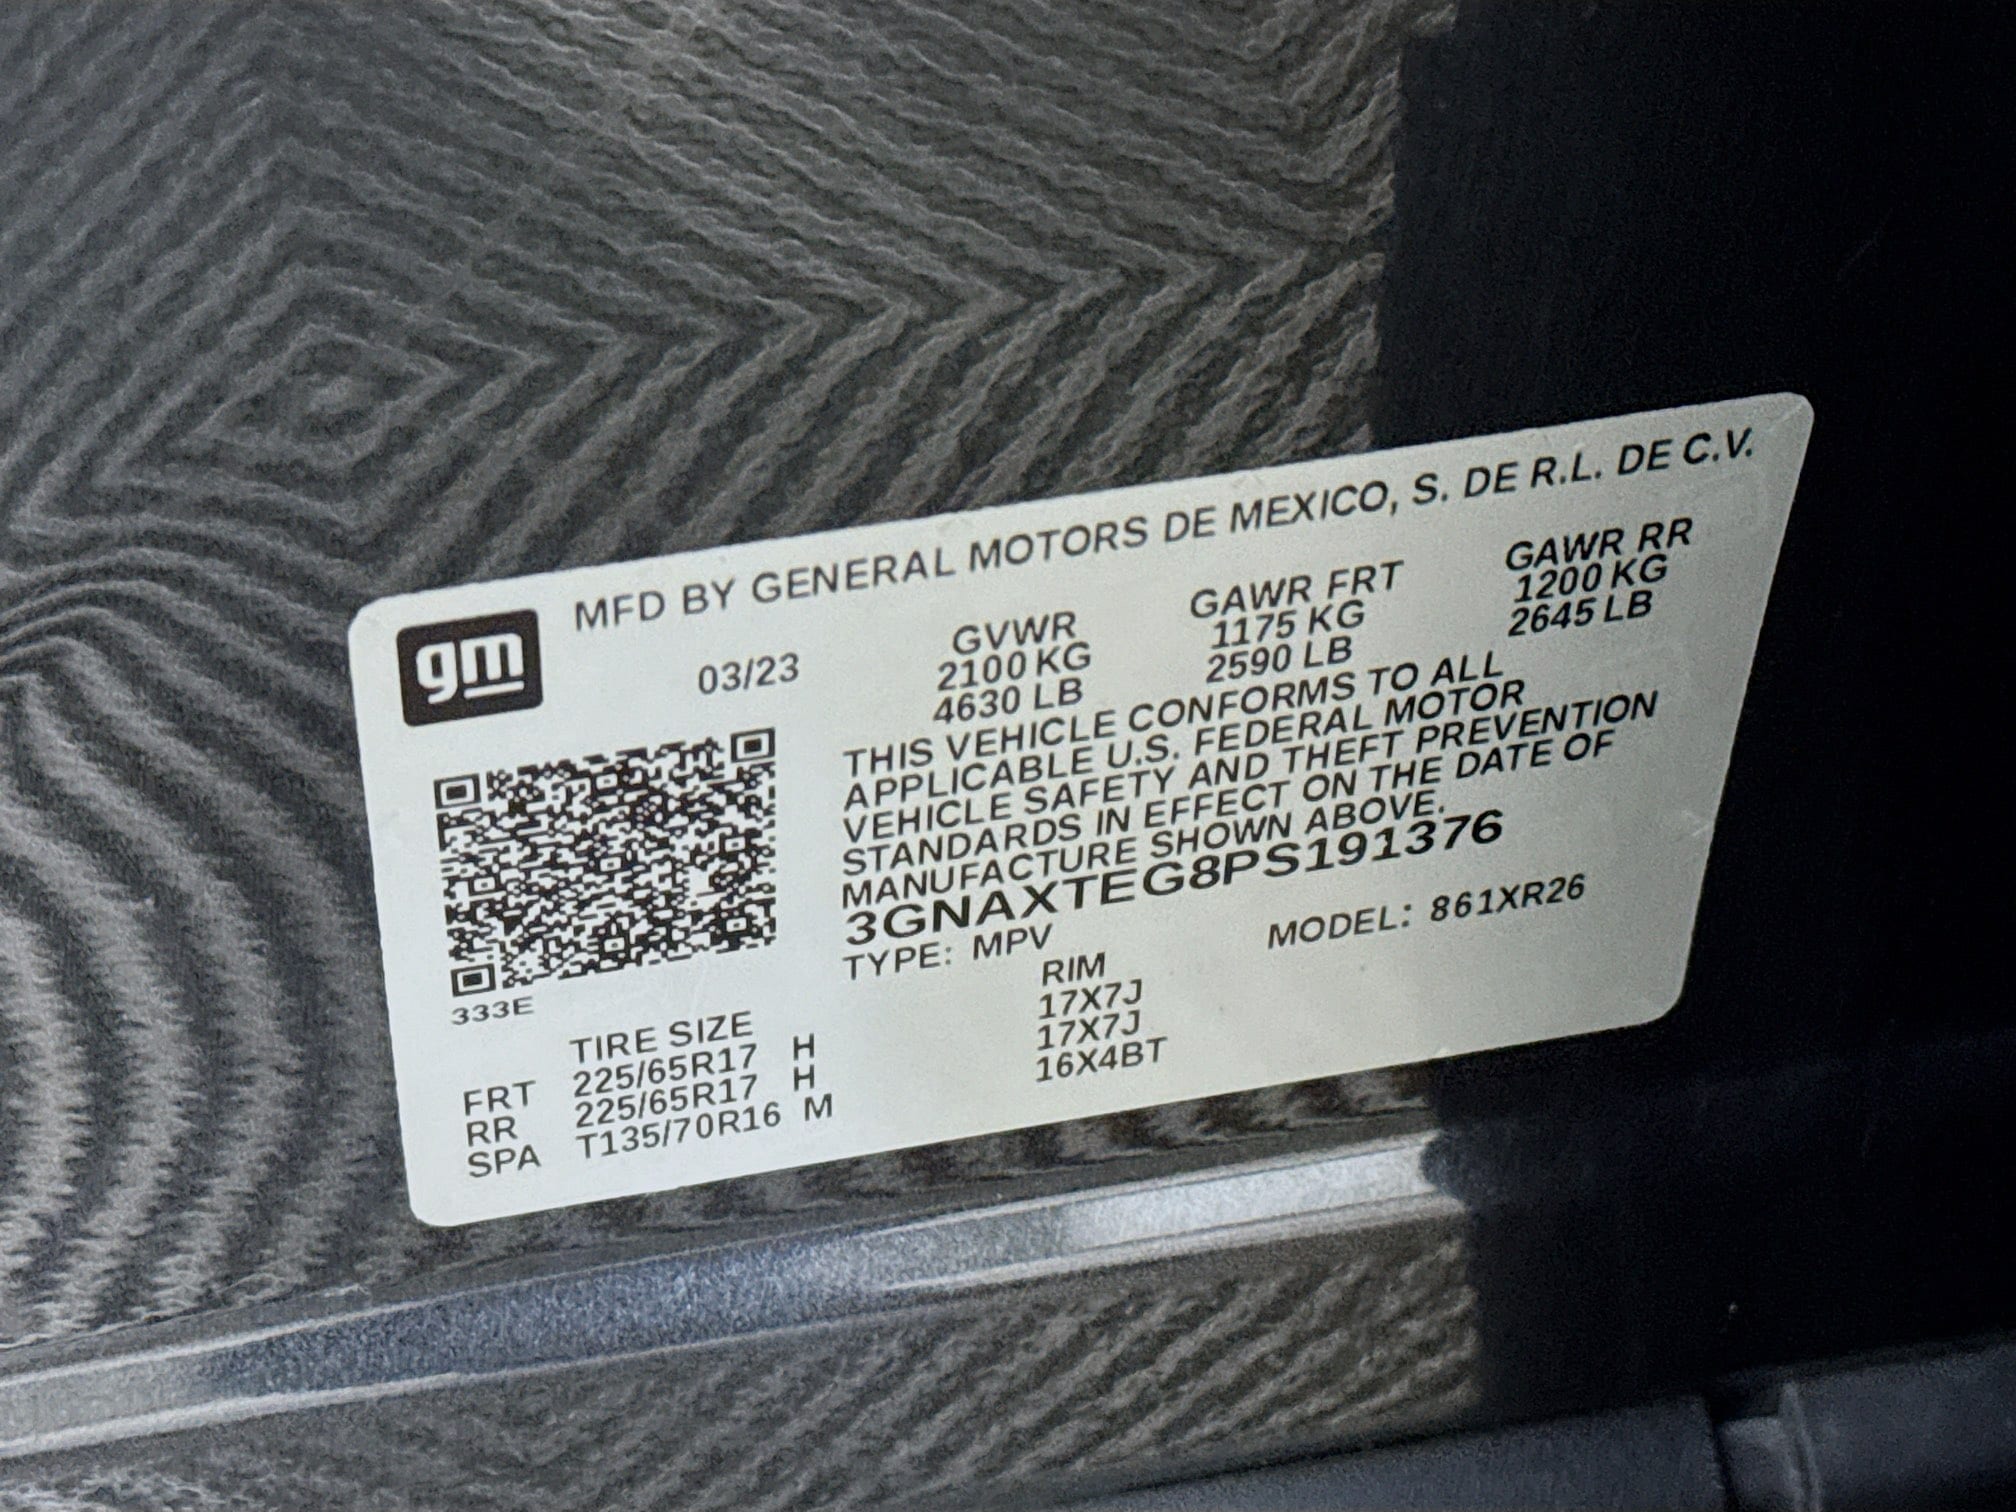 gm
MFD BY GENERAL MOTORS DE MEXICO, S. DE R.L. DE C.V.
03/23 GVWR GAWR FRT GAWR RR
2100 KG 1175 KG 1200 KG
4630 LB 2590 LB 2645 LB
THIS VEHICLE CONFORMS TO ALL
APPLICABLE U.S. FEDERAL MOTOR
VEHICLE SAFETY AND THEFT PREVENTION
STANDARDS IN EFFECT ON THE DATE OF
MANUFACTURE SHOWN ABOVE.
3GNAXTEG8PS191376
TYPE: MPV MODEL: 861XR26
333E
TIRE SIZE RIM
FRT 225/65R17 H 17X7J
RR 225/65R17 H 17X7J
SPA T135/70R16 M 16X4BT